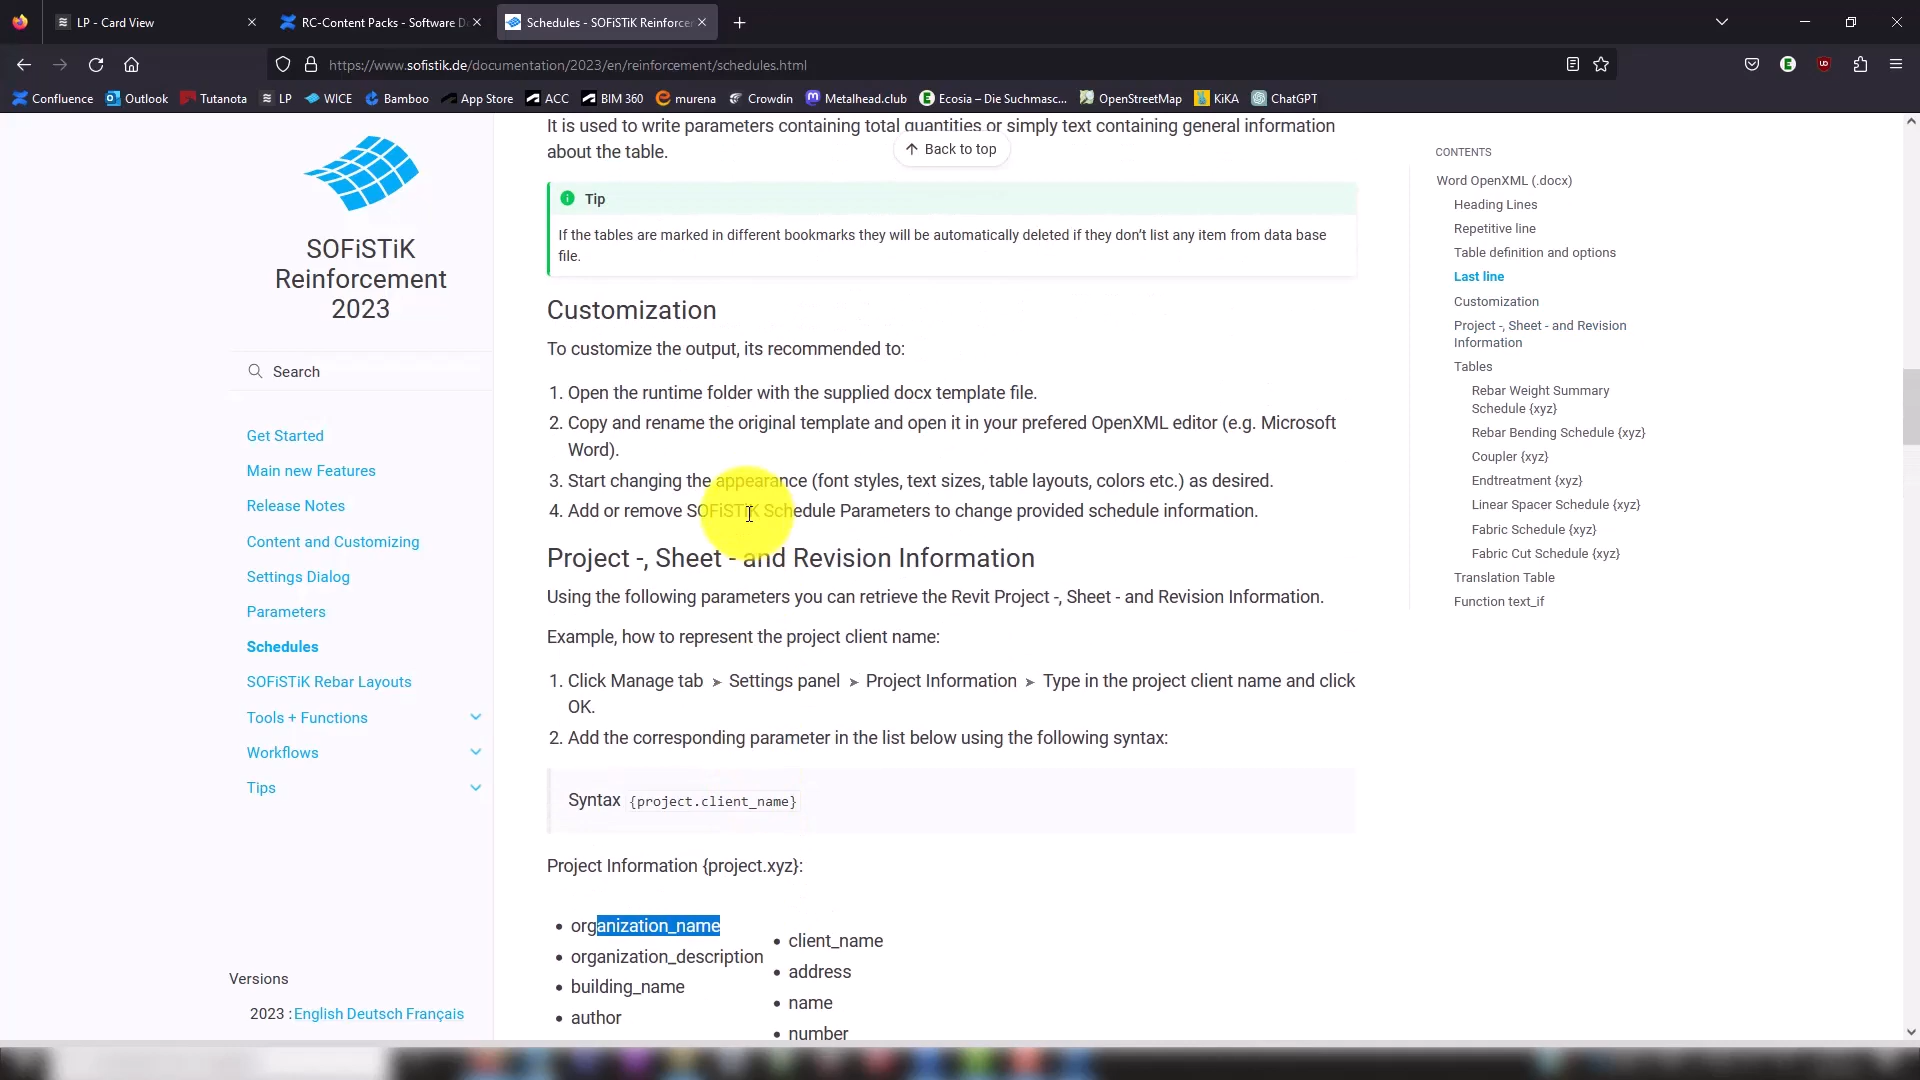 LP - Card View
RC-Content Packs - Software D
Schedules - SOFiSTiK Reinforce
https://www.sofistik.de/documentation/2023/en/reinforcement/schedules.html
Confluence
Outlook
Tutanota
LP
WICE
Bamboo
App Store
ACC
BIM 360
murena
Crowdin
Metalhead.club
Ecosia – Die Suchmasc...
OpenStreetMap
KiKA
ChatGPT
SOFiSTiK
Reinforcement
2023
Search
Get Started
Main new Features
Release Notes
Content and Customizing
Settings Dialog
Parameters
Schedules
SOFiSTiK Rebar Layouts
Tools + Functions
Workflows
Tips
Versions
2023 :English Deutsch Français
It is used to write parameters containing total quantities or simply text containing general information
about the table.
Back to top
Tip
If the tables are marked in different bookmarks they will be automatically deleted if they don’t list any item from data base
file.
Customization
To customize the output, its recommended to:
1. Open the runtime folder with the supplied docx template file.
2. Copy and rename the original template and open it in your prefered OpenXML editor (e.g. Microsoft
Word).
3. Start changing the appearance (font styles, text sizes, table layouts, colors etc.) as desired.
4. Add or remove SOFiSTiK Schedule Parameters to change provided schedule information.
Project -, Sheet - and Revision Information
Using the following parameters you can retrieve the Revit Project -, Sheet - and Revision Information.
Example, how to represent the project client name:
1. Click Manage tab ➤ Settings panel ➤ Project Information ➤ Type in the project client name and click
OK.
2. Add the corresponding parameter in the list below using the following syntax:
Syntax {project.client_name}
Project Information {project.xyz}:
• organization_name
• organization_description
• building_name
• author
• client_name
• address
• name
• number
CONTENTS
Word OpenXML (.docx)
Heading Lines
Repetitive line
Table definition and options
Last line
Customization
Project -, Sheet - and Revision
Information
Tables
Rebar Weight Summary
Schedule {xyz}
Rebar Bending Schedule {xyz}
Coupler {xyz}
Endtreatment {xyz}
Linear Spacer Schedule {xyz}
Fabric Schedule {xyz}
Fabric Cut Schedule {xyz}
Translation Table
Function text_if